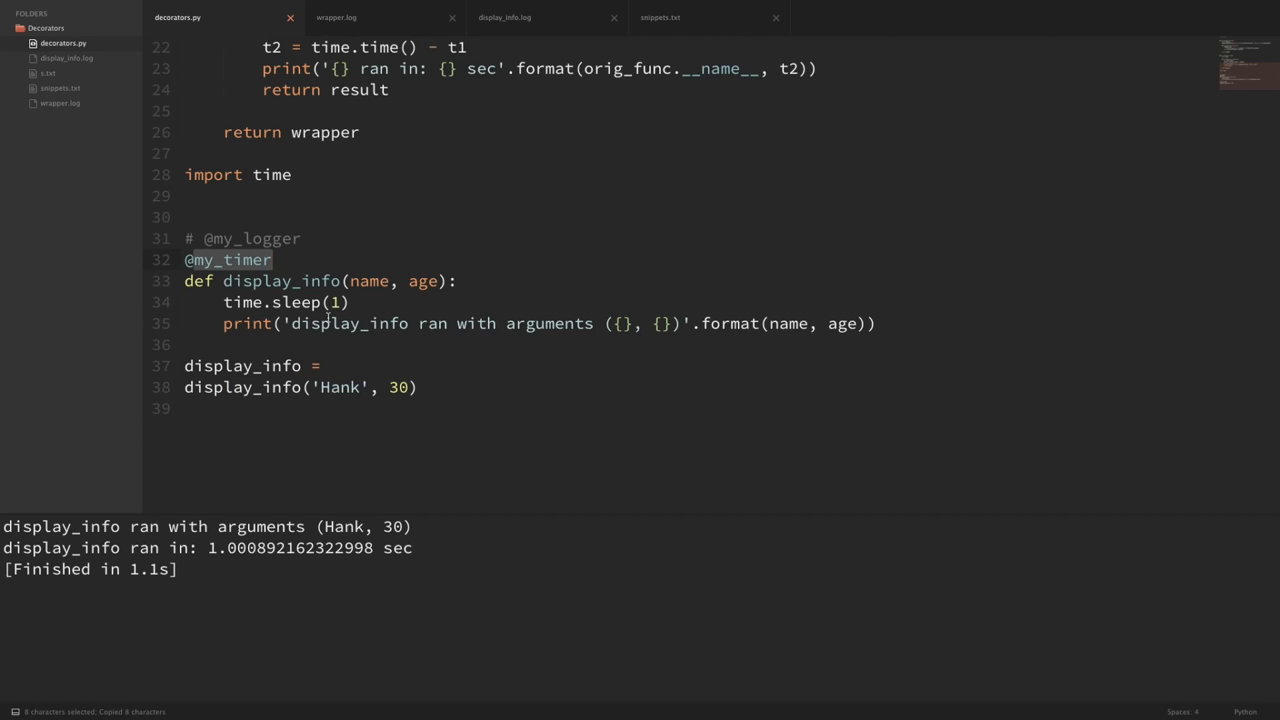 FOLDERS
Decorators
decorators.py
display_info.log
s.txt
snippets.txt
wrapper.log
decorators.py
wrapper.log
display_info.log
snippets.txt
22 t2 = time.time() - t1
23 print('{} ran in: {} sec'.format(orig_func.__name__, t2))
24 return result
25
26 return wrapper
27
28 import time
29
30
31 # @my_logger
32 @my_timer
33 def display_info(name, age):
34 time.sleep(1)
35 print('display_info ran with arguments ({}, {})'.format(name, age))
36
37 display_info =
38 display_info('Hank', 30)
39
display_info ran with arguments (Hank, 30)
display_info ran in: 1.000892162322998 sec
[Finished in 1.1s]
8 characters selected; Copied 8 characters
Spaces: 4
Python